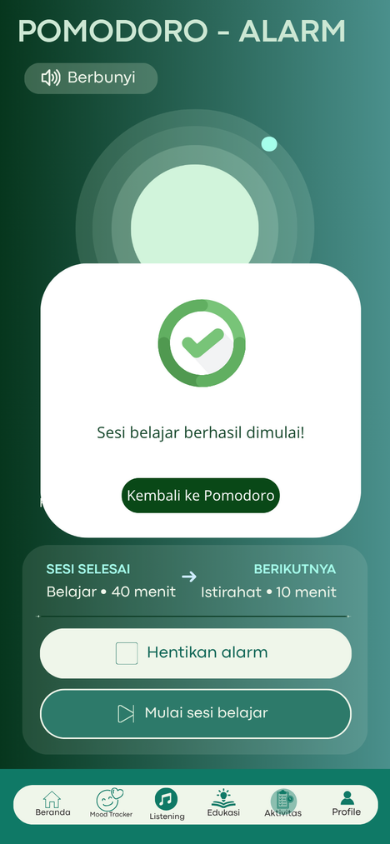 POMODORO - ALARM
Berbunyi
Sesi belajar berhasil dimulai!
Kembali ke Pomodoro
SESI SELESAI
Belajar • 40 menit
→
BERIKUTNYA
Istirahat • 10 menit
Hentikan alarm
Mulai sesi belajar
Beranda
Mood Tracker
Listening
Edukasi
Aktivitas
Profile